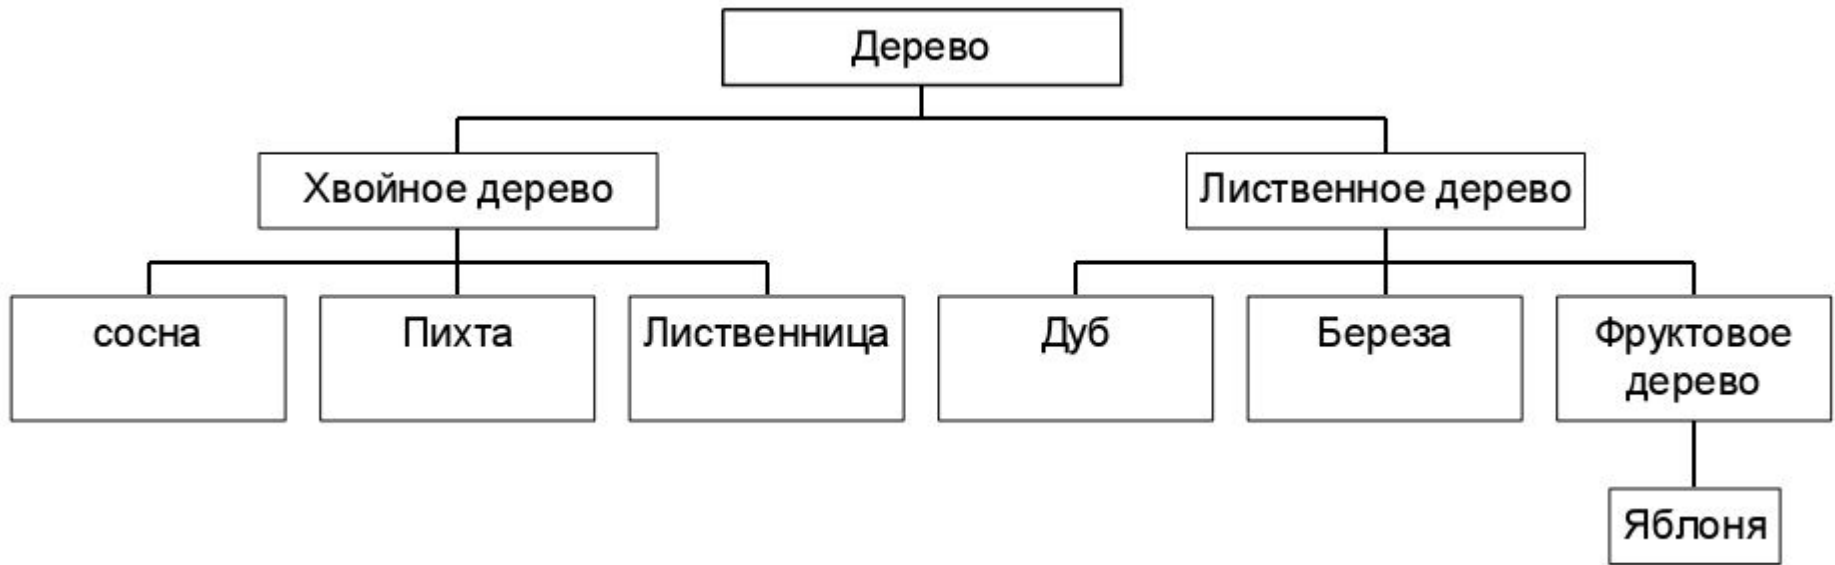 Дерево
Хвойное дерево
Лиственное дерево
сосна
Пихта
Лиственница
Дуб
Береза
Фруктовое
дерево
Яблоня